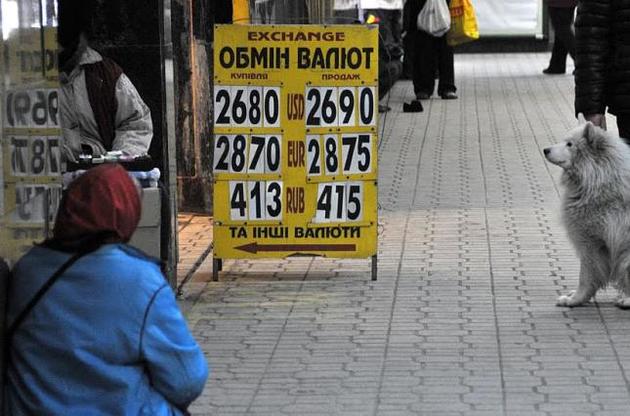 EXCHANGE
ОБМІН ВАЛЮТ
КУПІВЛЯ ПРОДАЖ
2680 USD 2690
2870 EUR 2875
413 RUB 415
ТА ІНШІ ВАЛЮТИ